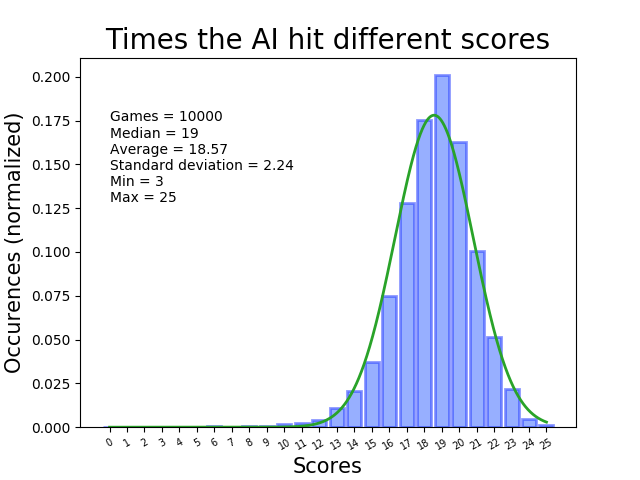 Times the AI hit different scores
0.200
0.175
0.150
0.125
0.100
0.075
0.050
0.025
0.000
Occurences (normalized)
Games = 10000
Median = 19
Average = 18.57
Standard deviation = 2.24
Min = 3
Max = 25
0 1 2 3 4 5 6 7 8 9 10 11 12 13 14 15 16 17 18 19 20 21 22 23 24 25
Scores